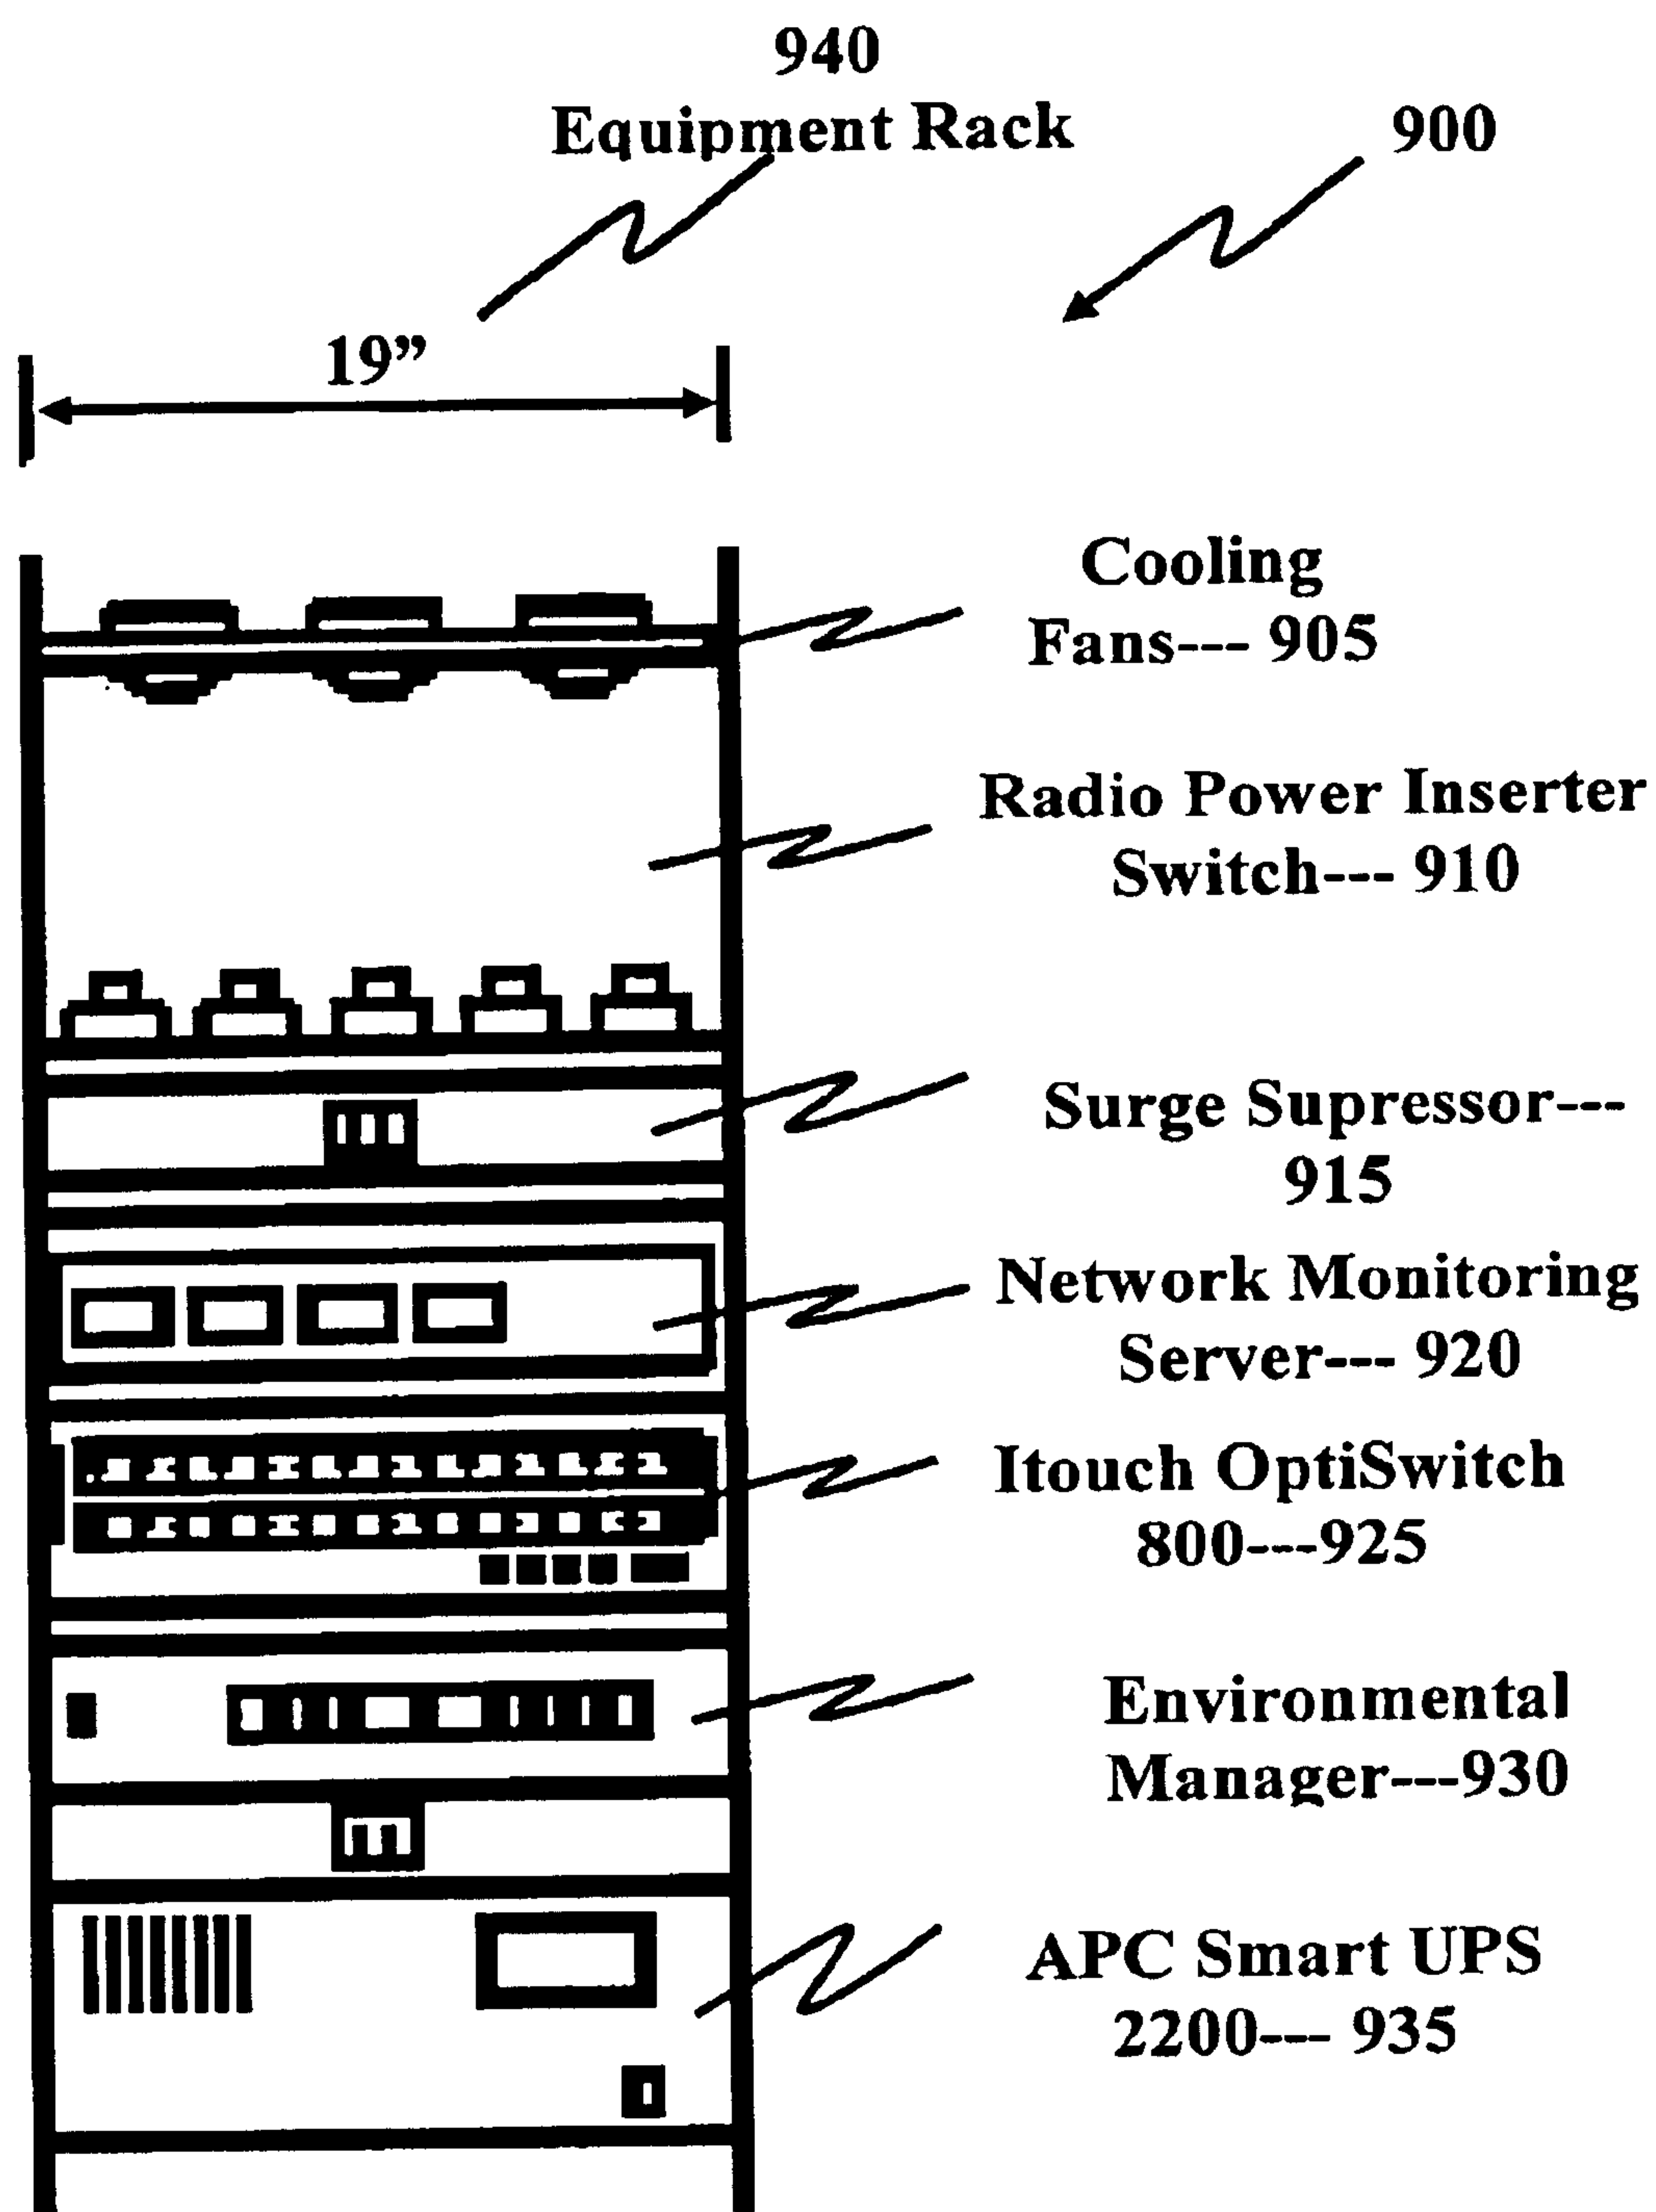 940
Equipment Rack
900
19”
Cooling
Fans--- 905
Radio Power Inserter
Switch--- 910
Surge Supressor---
915
Network Monitoring
Server--- 920
Itouch OptiSwitch
800---925
Environmental
Manager---930
APC Smart UPS
2200--- 935